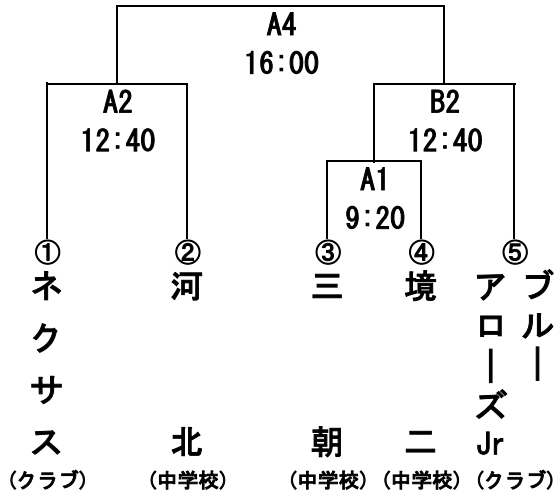 A4
16:00
A2
12:40
B2
12:40
A1
9:20
①
ネクサス
(クラブ)
②
河北
(中学校)
③
三朝
(中学校)
④
境二
(中学校)
⑤
ブルー
アローズJr
(クラブ)